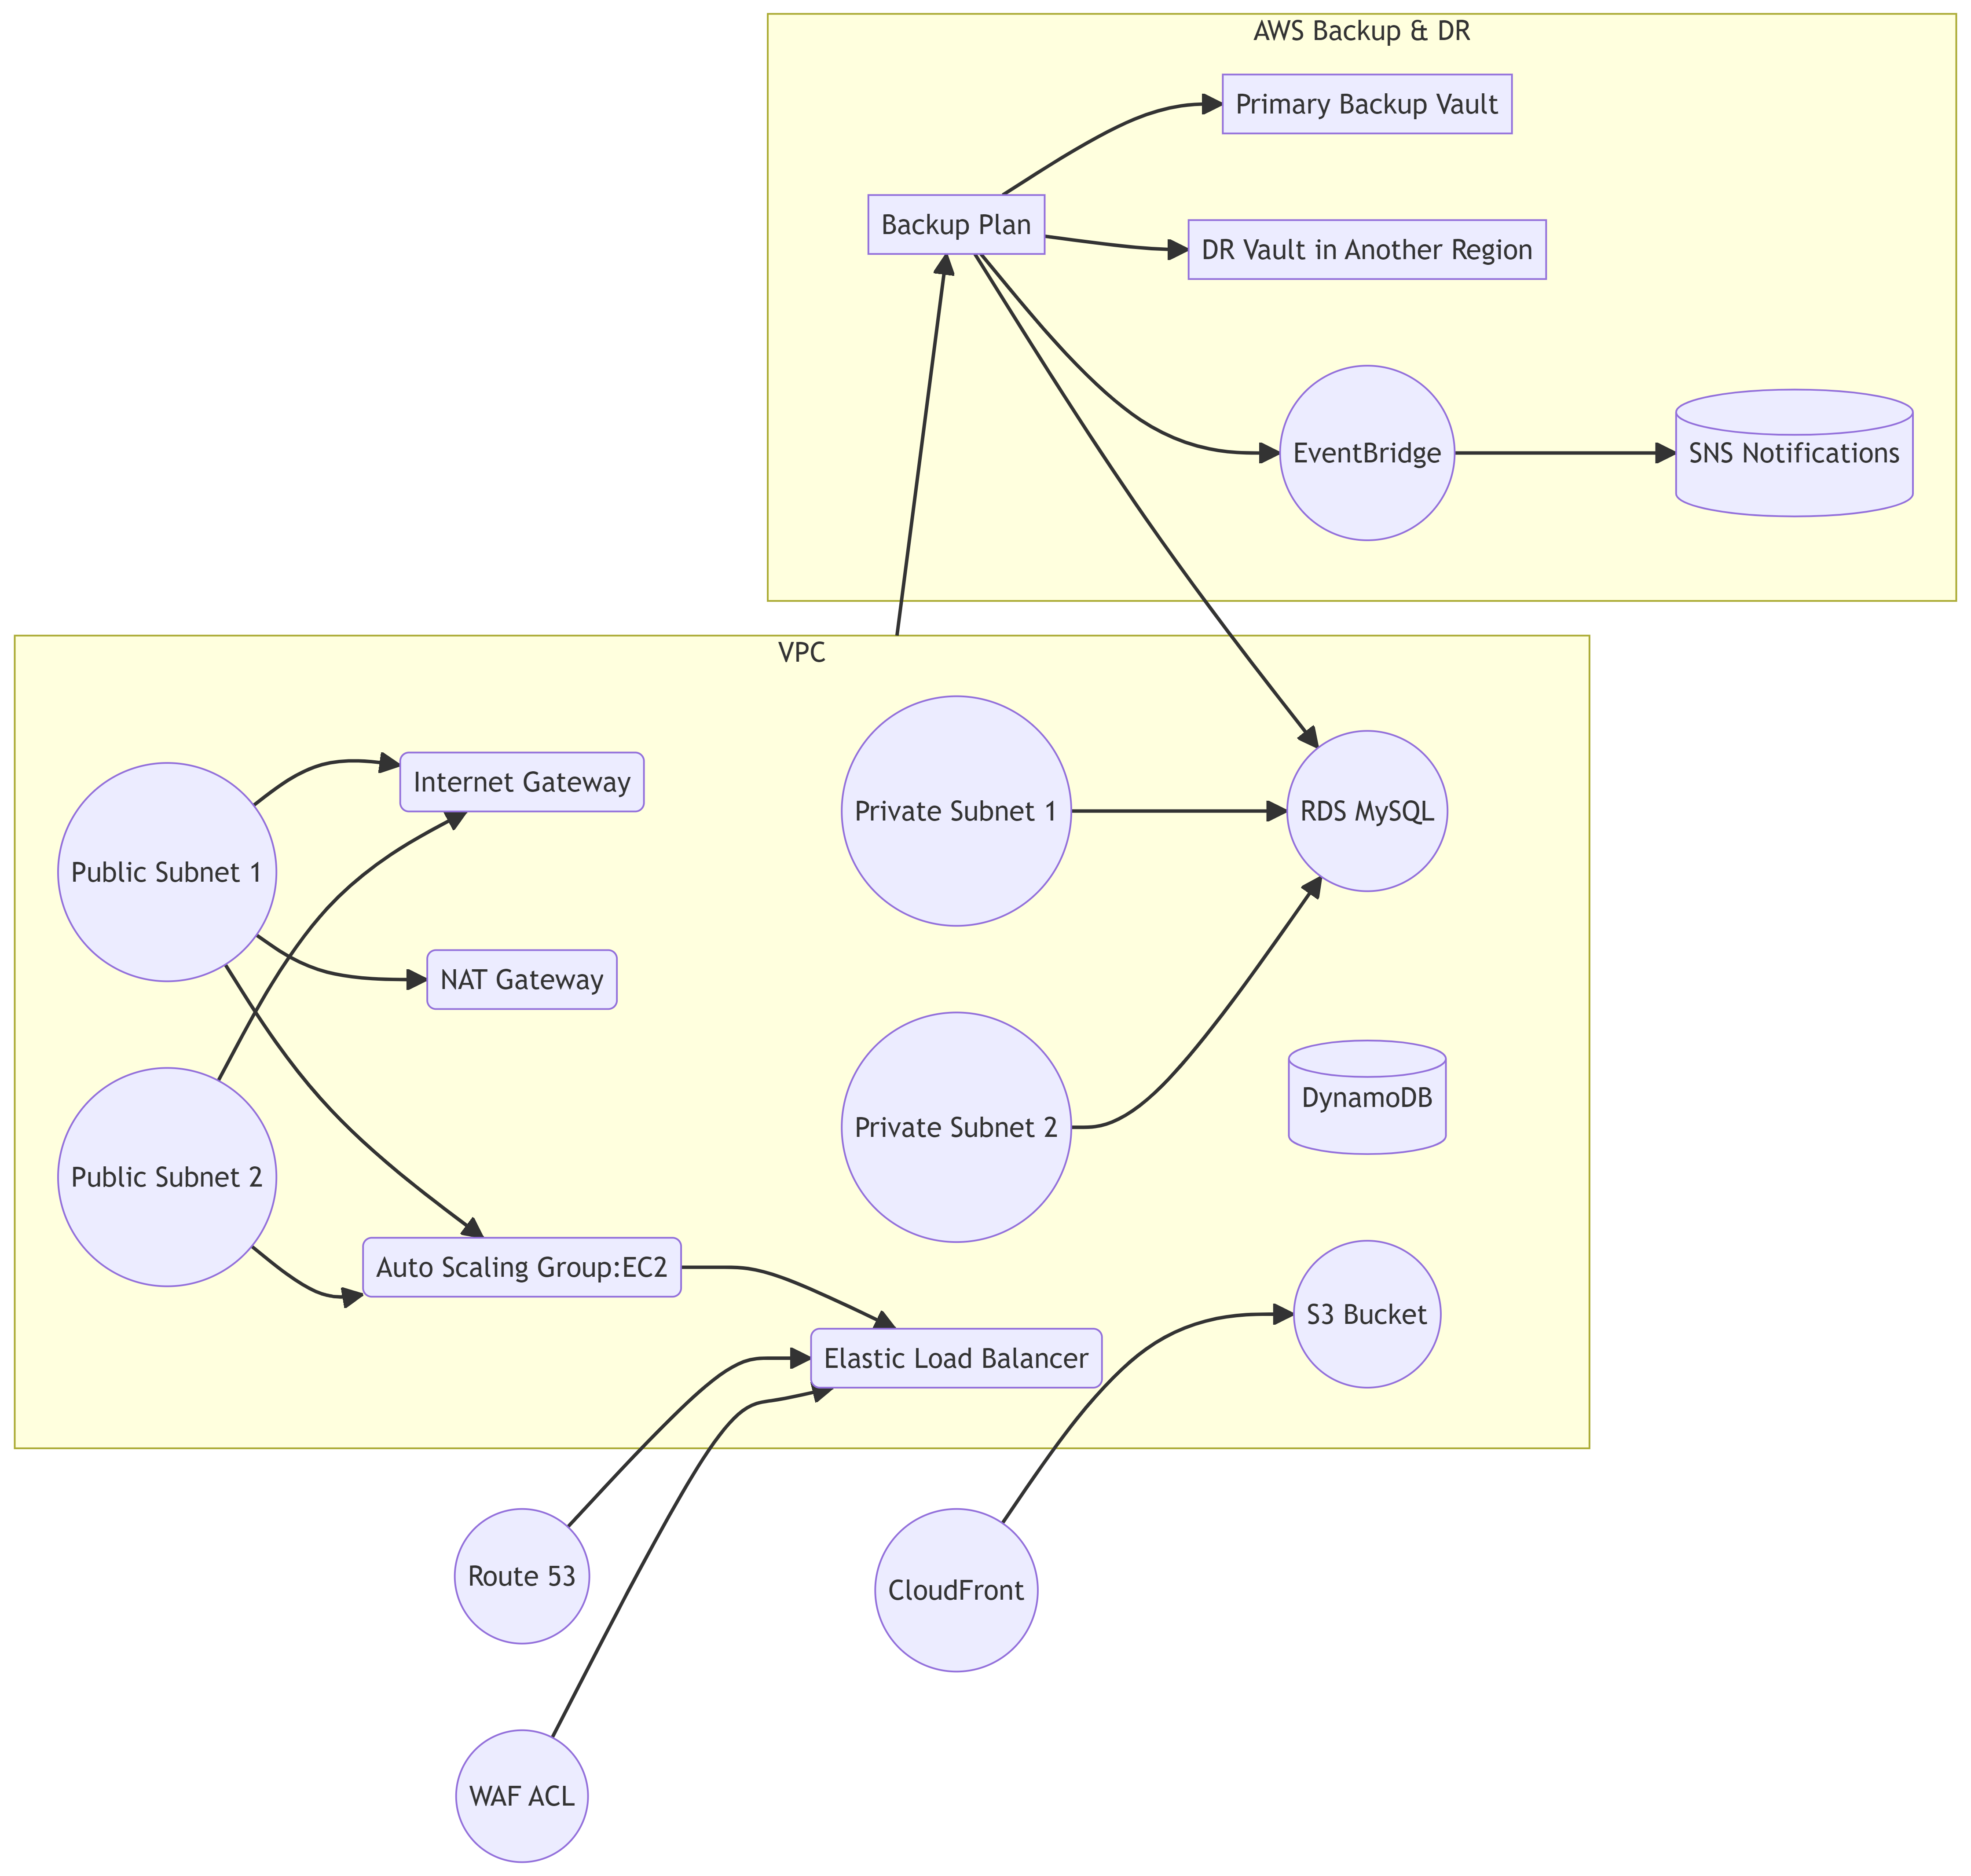 AWS Backup & DR
Primary Backup Vault
Backup Plan
DR Vault in Another Region
EventBridge
SNS Notifications
VPC
Internet Gateway
Private Subnet 1
RDS MySQL
Public Subnet 1
NAT Gateway
DynamoDB
Private Subnet 2
Public Subnet 2
Auto Scaling Group:EC2
S3 Bucket
Elastic Load Balancer
Route 53
CloudFront
WAF ACL